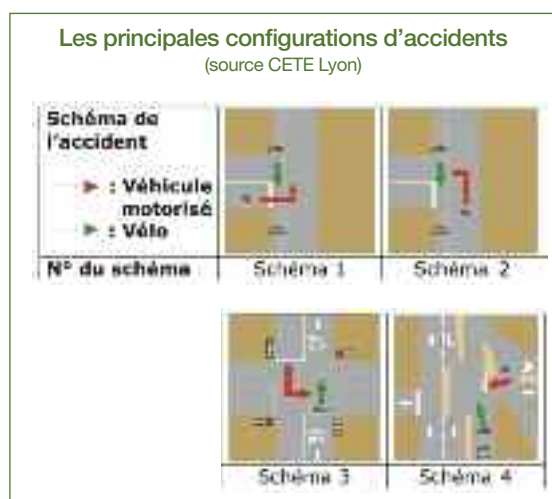 Les principales configurations d'accidents
(source CETE Lyon)
Schéma de
l'accident
: Véhicule
motorisé
: Vélo
N° du schéma
Schéma 1
Schéma 2
Schéma 3
Schéma 4